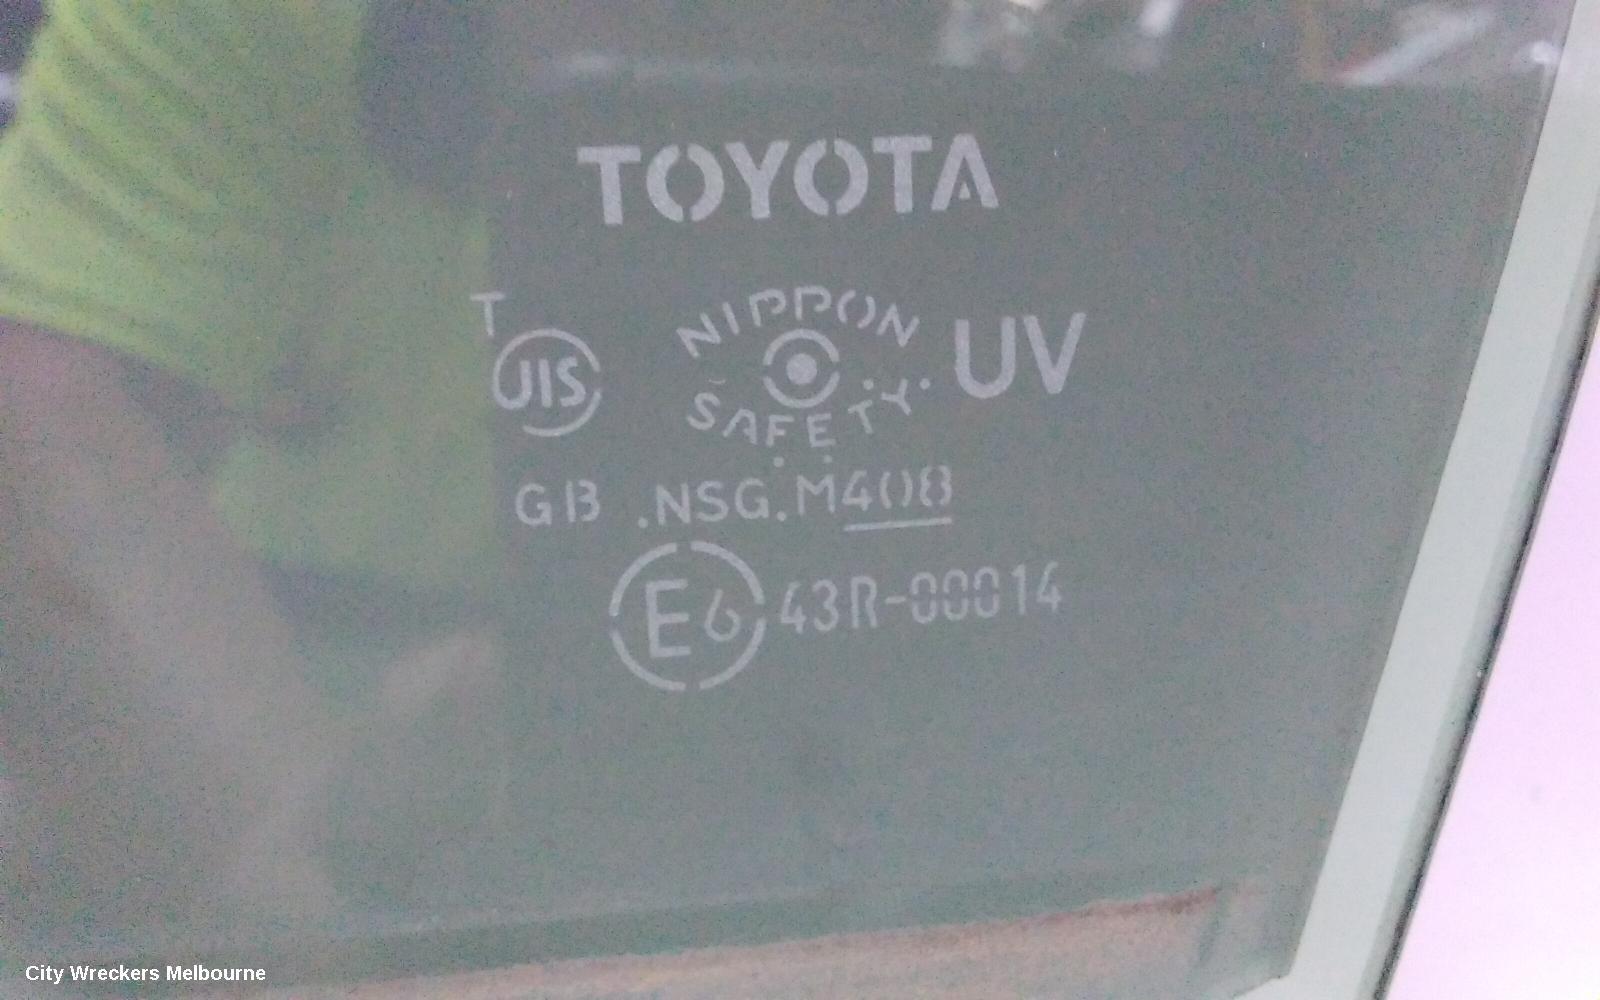 TOYOTA
T
JIS
NIPPON
SAFETY
UV
GB .NSG.M408
E6 43R-00014
City Wreckers Melbourne